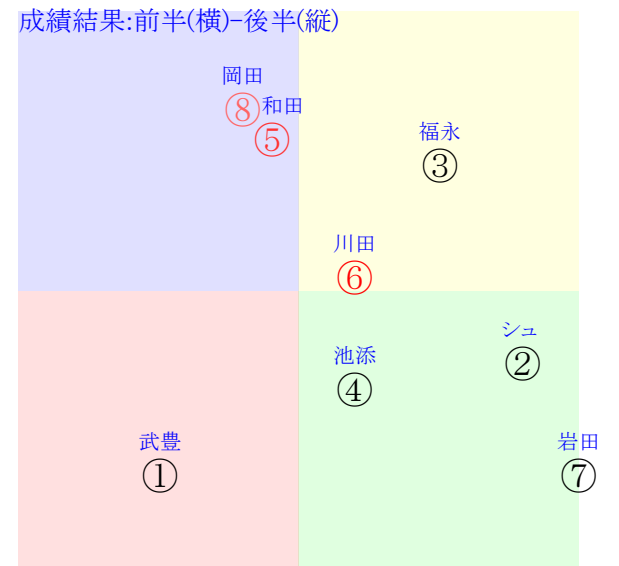 成績結果:前半(横)-後半(縦)
岡田
⑧
和田
⑤
福永
③
川田
⑥
シュ
②
池添
④
武豊
①
岩田
⑦